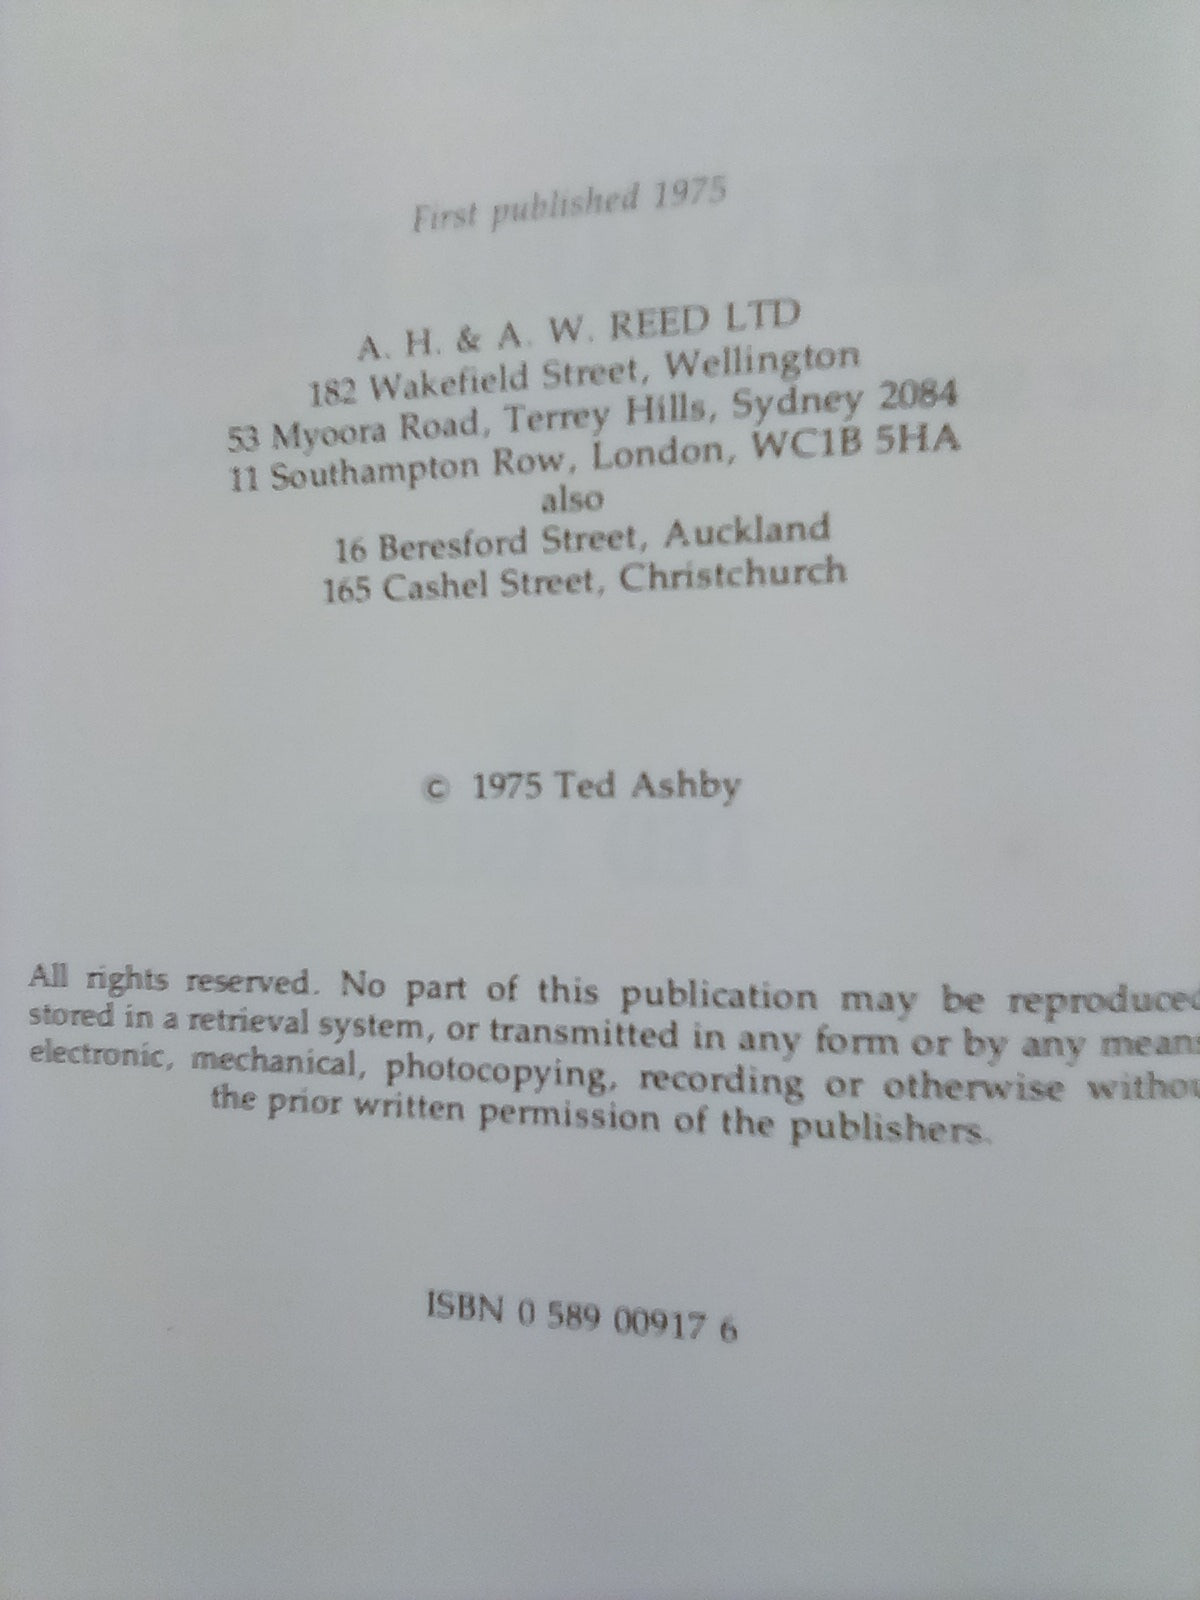 First published 1975
A. H. & A. W. REED LTD
182 Wakefield Street, Wellington
53 Myoora Road, Terrey Hills, Sydney 2084
11 Southampton Row, London, WC1B 5HA
also
16 Beresford Street, Auckland
165 Cashel Street, Christchurch
© 1975 Ted Ashby
All rights reserved. No part of this publication may be reproduced
stored in a retrieval system, or transmitted in any form or by any means
electronic, mechanical, photocopying, recording or otherwise withou
the prior written permission of the publishers.
ISBN 0 589 00917 6